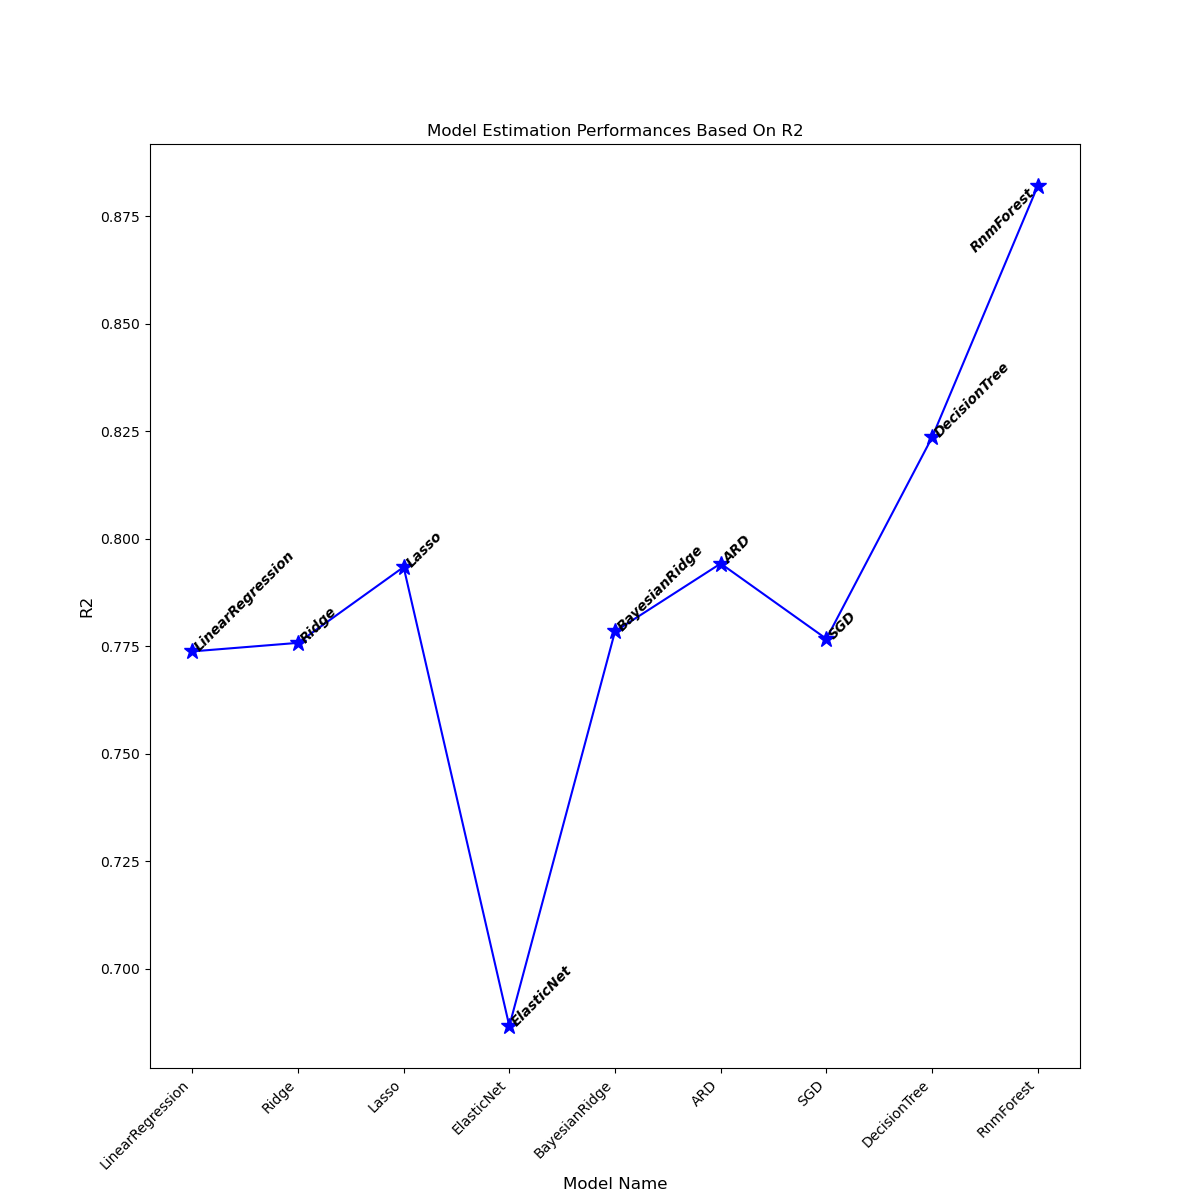 Model Estimation Performances Based On R2
0.875
0.850
0.825
0.800
0.775
0.750
0.725
0.700
R2
LinearRegression
Ridge
Lasso
ElasticNet
BayesianRidge
ARD
SGD
DecisionTree
RnmForest
LinearRegression
Ridge
Lasso
ElasticNet
BayesianRidge
ARD
SGD
DecisionTree
RnmForest
Model Name